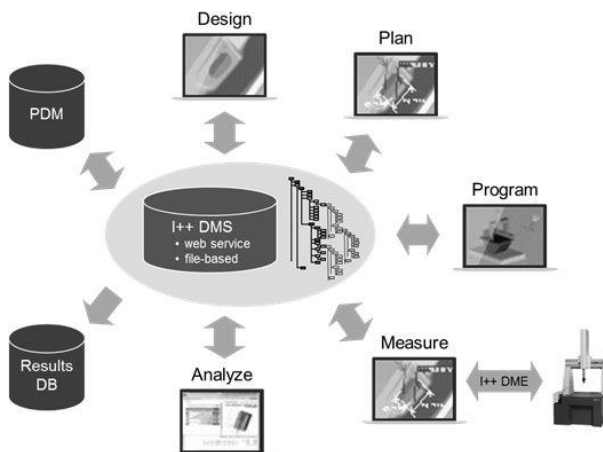 Design
Plan
PDM
I++ DMS
• web service
• file-based
Program
Results
DB
Analyze
Measure
I++ DME